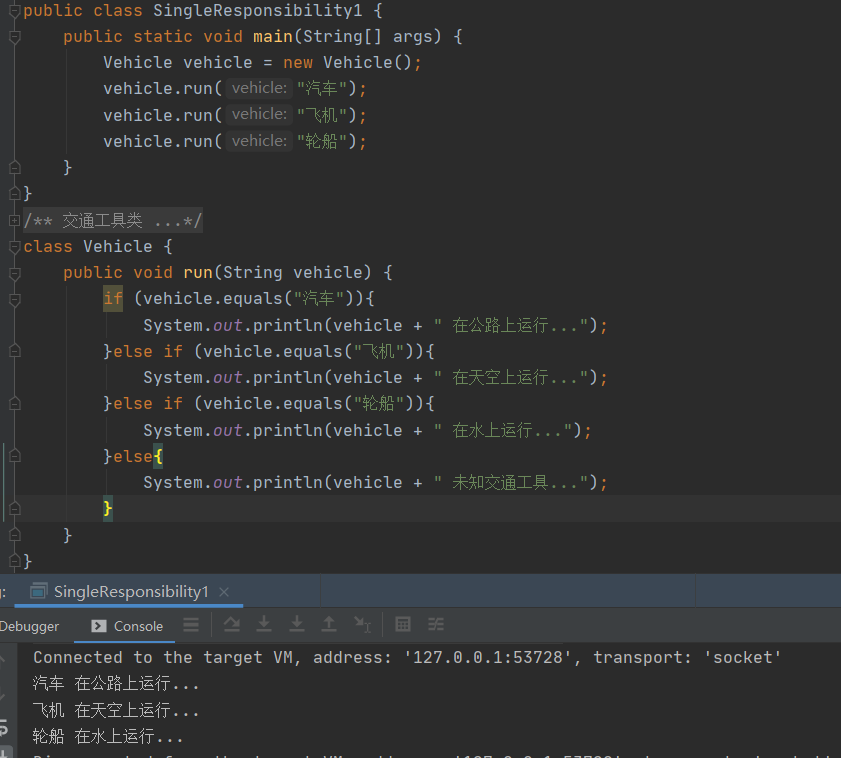 public class SingleResponsibility1 {
public static void main(String[] args) {
Vehicle vehicle = new Vehicle();
vehicle.run( vehicle: "汽车");
vehicle.run( vehicle: "飞机");
vehicle.run( vehicle: "轮船");
}
}
/** 交通工具类 ...*/
class Vehicle {
public void run(String vehicle) {
if (vehicle.equals("汽车")){
System.out.println(vehicle + " 在公路上运行...");
}else if (vehicle.equals("飞机")){
System.out.println(vehicle + " 在天空上运行...");
}else if (vehicle.equals("轮船")){
System.out.println(vehicle + " 在水上运行...");
}else{
System.out.println(vehicle + " 未知交通工具...");
}
}
}
SingleResponsibility1
Debugger Console
Connected to the target VM, address: '127.0.0.1:53728', transport: 'socket'
汽车 在公路上运行...
飞机 在天空上运行...
轮船 在水上运行...